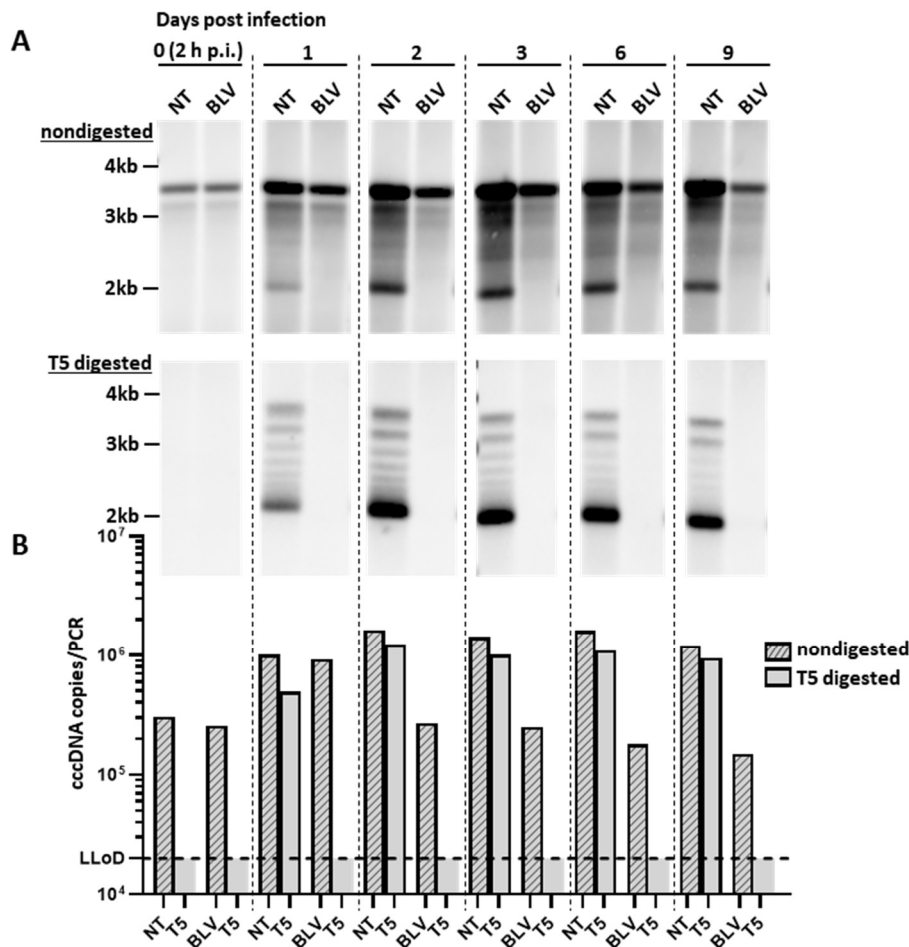 Days post infection
A
0 (2 h p.i.) 1 2 3 6 9
NT BLV NT BLV NT BLV NT BLV NT BLV NT BLV
nondigested
4kb
3kb
2kb
T5 digested
4kb
3kb
2kb
B
10⁷
10⁶
10⁵
LLoD
10⁴
cccDNA copies/PCR
nondigested
T5 digested
NT T5 BLV T5 NT T5 BLV T5 NT T5 BLV T5 NT T5 BLV T5 NT T5 BLV T5 NT T5 BLV T5